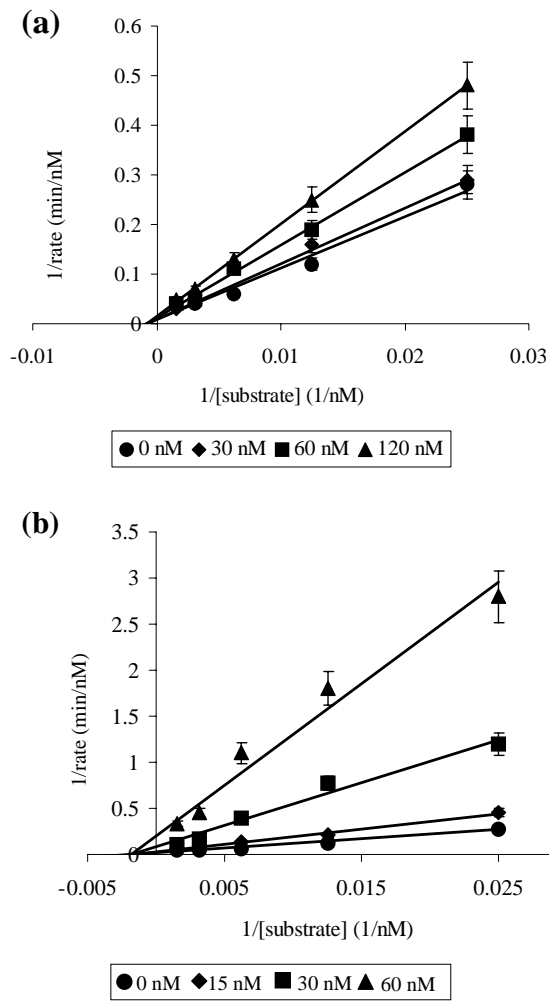 (a)
0.6
0.5
0.4
0.3
0.2
0.1
0
-0.01 0 0.01 0.02 0.03
1/rate (min/nM)
1/[substrate] (1/nM)
0 nM 30 nM 60 nM 120 nM
(b)
3.5
3
2.5
2
1.5
1
0.5
0
-0.005 0.005 0.015 0.025
1/rate (min/nM)
1/[substrate] (1/nM)
0 nM 15 nM 30 nM 60 nM